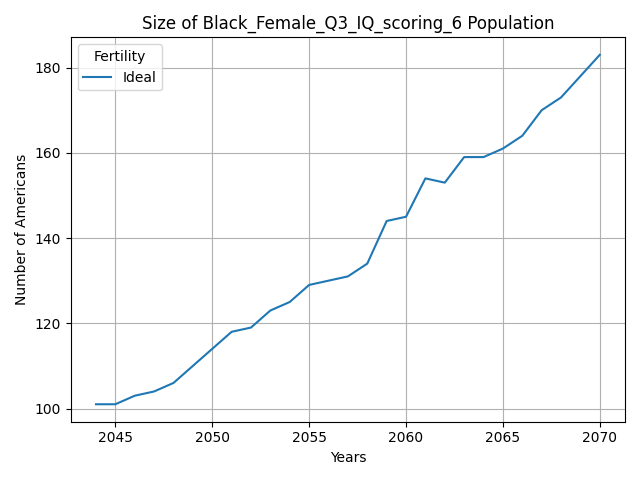 Size of Black_Female_Q3_IQ_scoring_6 Population
Fertility
Ideal
Number of Americans
180
160
140
120
100
2045 2050 2055 2060 2065 2070
Years